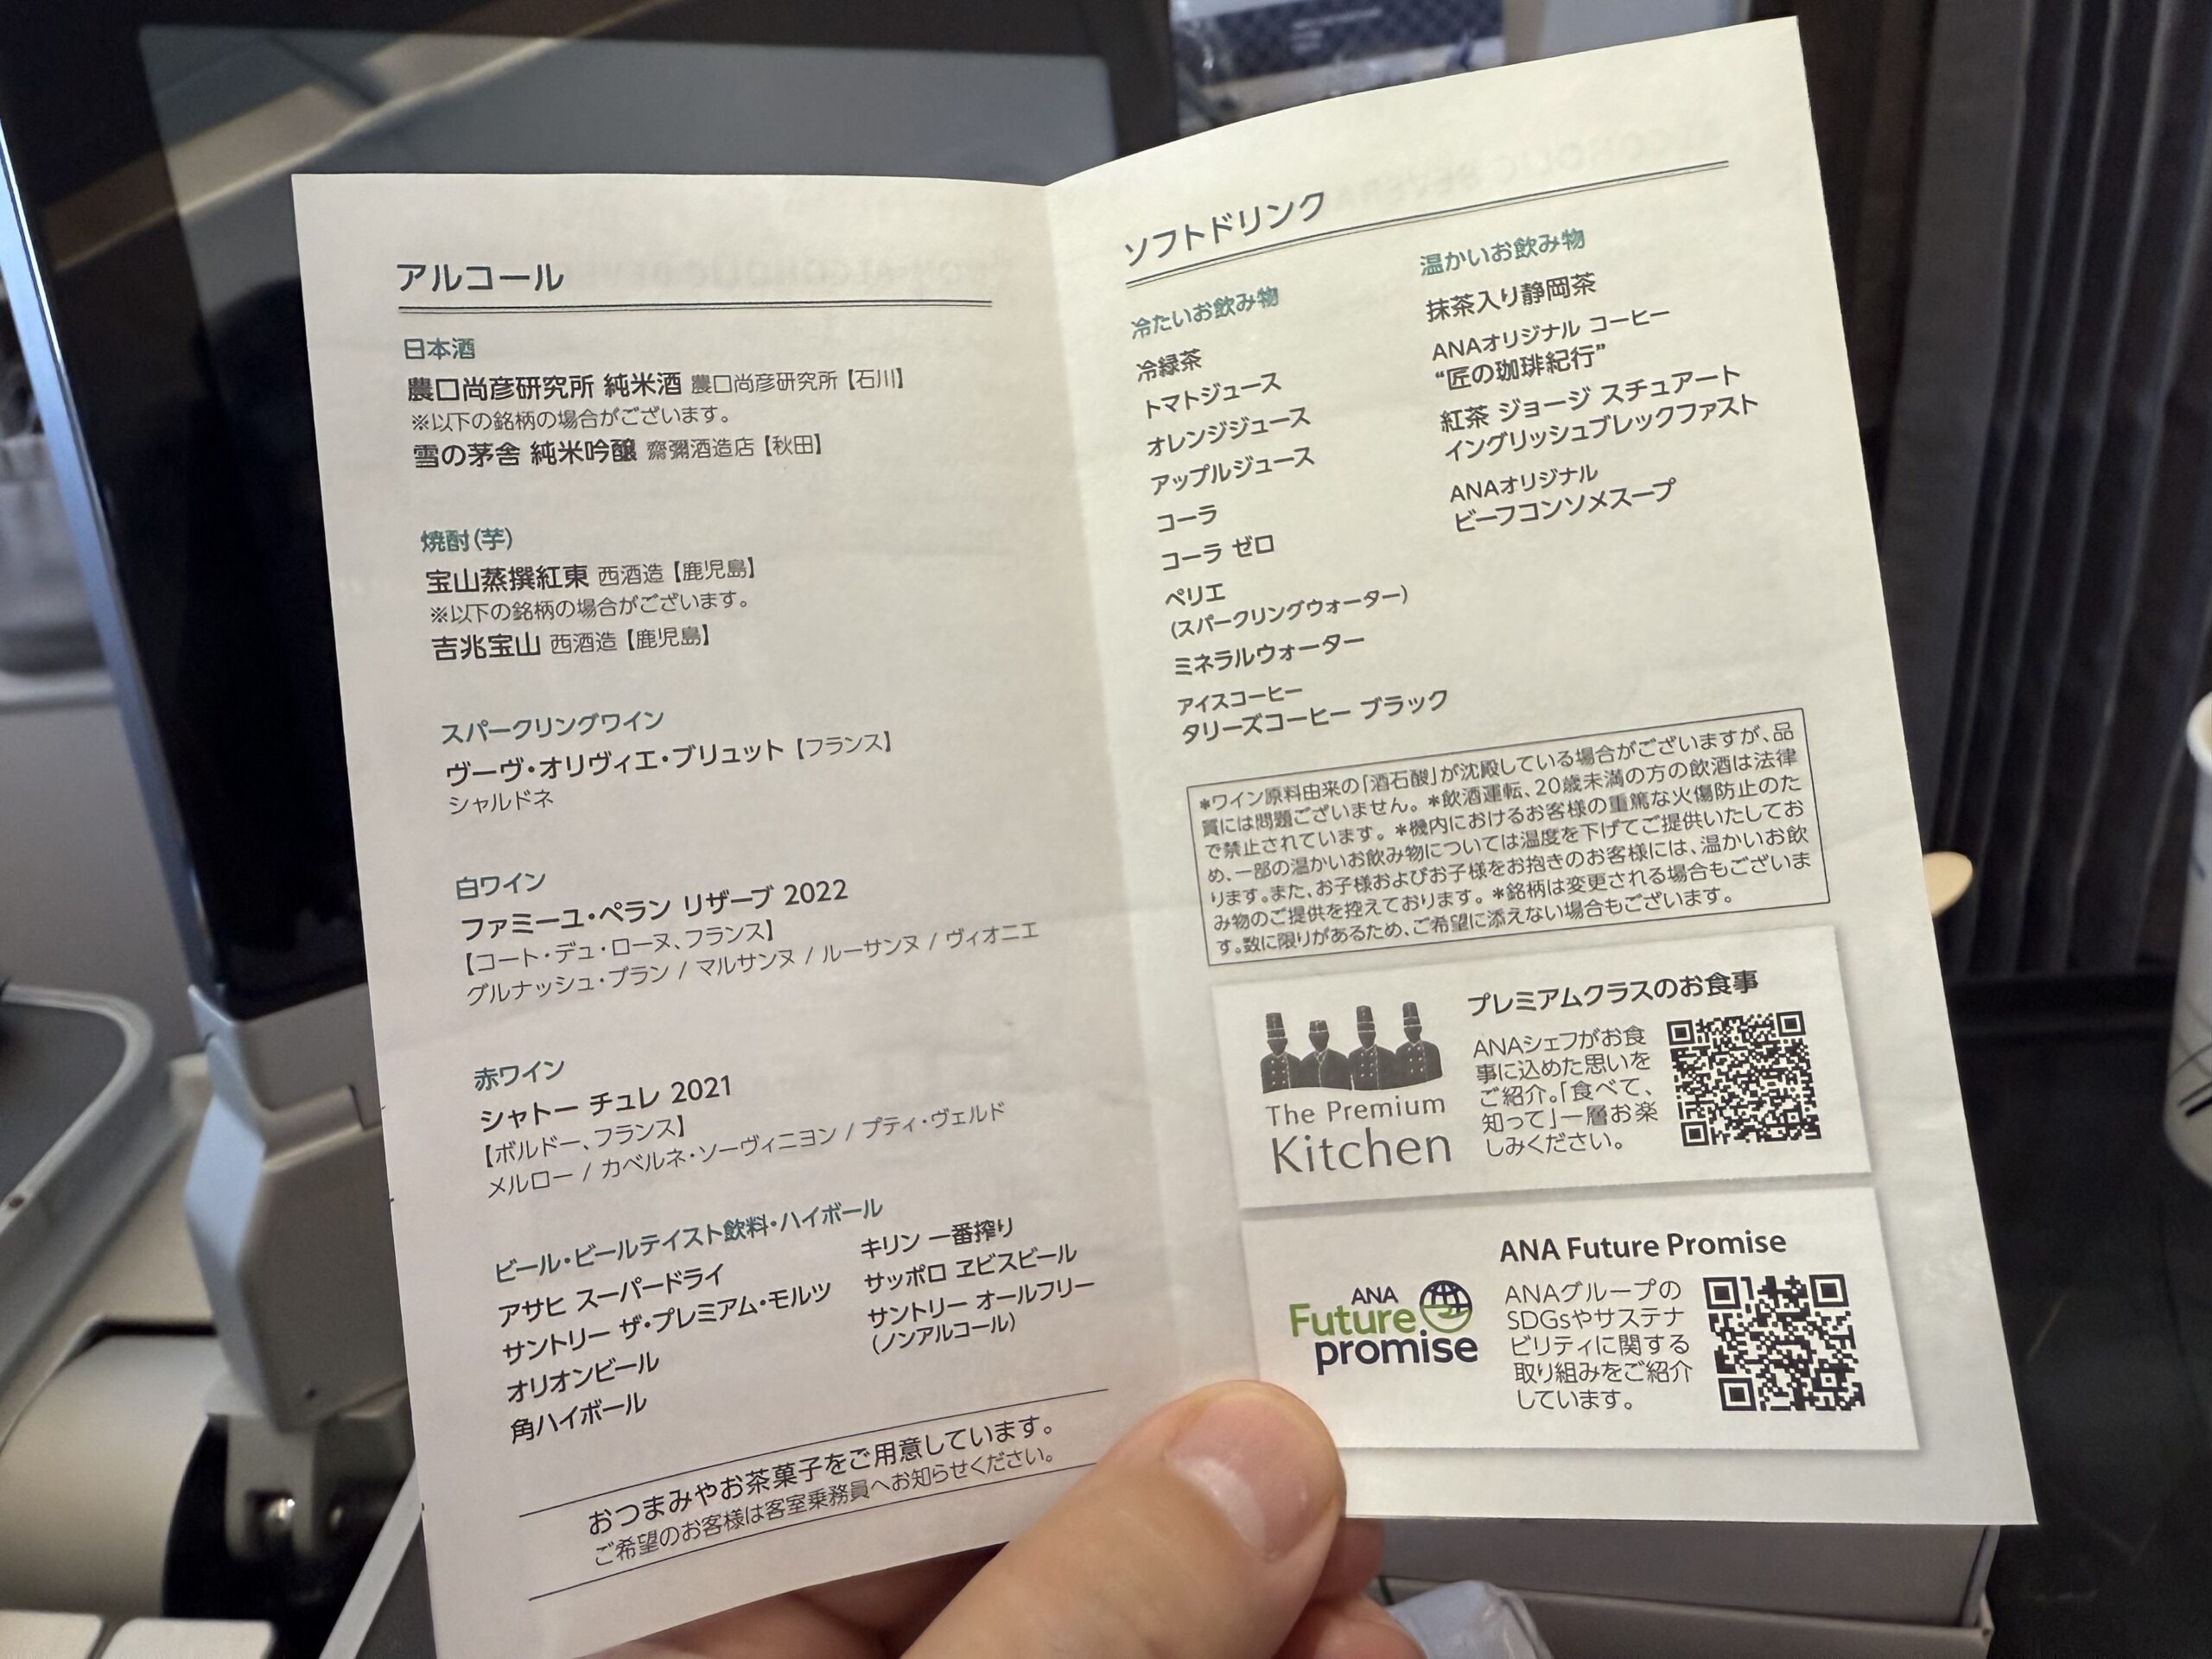 アルコール
日本酒
農口尚彦研究所 純米酒 農口尚彦研究所【石川】
※以下の銘柄の場合がございます。
雪の茅舎 純米吟醸 齋彌酒造店【秋田】
焼酎(芋)
宝山蒸撰紅東 西酒造【鹿児島】
※以下の銘柄の場合がございます。
吉兆宝山 西酒造【鹿児島】
スパークリングワイン
ヴーヴ・オリヴィエ・ブリュット【フランス】
シャルドネ
白ワイン
ファミーユ・ペラン リザーブ 2022
【コート・デュ・ローヌ、フランス】
グルナッシュ・ブラン / マルサンヌ / ルーサンヌ / ヴィオニエ
赤ワイン
シャトー チュレ 2021
【ボルドー、フランス】
メルロー / カベルネ・ソーヴィニヨン / プティ・ヴェルド
ビール・ビールテイスト飲料・ハイボール
アサヒ スーパードライ
サントリー ザ・プレミアム・モルツ
オリオンビール
角ハイボール
キリン 一番搾り
サッポロ ヱビスビール
サントリー オールフリー
(ノンアルコール)
おつまみやお茶菓子をご用意しています。
ご希望のお客様は客室乗務員へお知らせください。
ソフトドリンク
冷たいお飲み物
冷緑茶
トマトジュース
オレンジジュース
アップルジュース
コーラ
コーラ ゼロ
ペリエ
(スパークリングウォーター)
ミネラルウォーター
アイスコーヒー
タリーズコーヒー ブラック
温かいお飲み物
抹茶入り静岡茶
ANAオリジナル コーヒー
“匠の珈琲紀行”
紅茶 ジョージ スチュアート
イングリッシュブレックファスト
ANAオリジナル
ビーフコンソメスープ
*ワイン原料由来の「酒石酸」が沈殿している場合がございますが、品
質には問題ございません。*飲酒運転、20歳未満の方の飲酒は法律
で禁止されています。*機内におけるお客様の重篤な火傷防止のた
め、一部の温かいお飲み物については温度を下げてご提供いたしてお
ります。また、お子様およびお子様をお抱きのお客様には、温かいお飲
み物のご提供を控えております。*銘柄は変更される場合もございま
す。数に限りがあるため、ご希望に添えない場合もございます。
The Premium
Kitchen
プレミアムクラスのお食事
ANAシェフがお食
事に込めた思いを
ご紹介。「食べて、
知って」一層お楽
しみください。
ANA Future Promise
ANA
Future
promise
ANAグループの
SDGsやサステナ
ビリティに関する
取り組みをご紹介
しています。